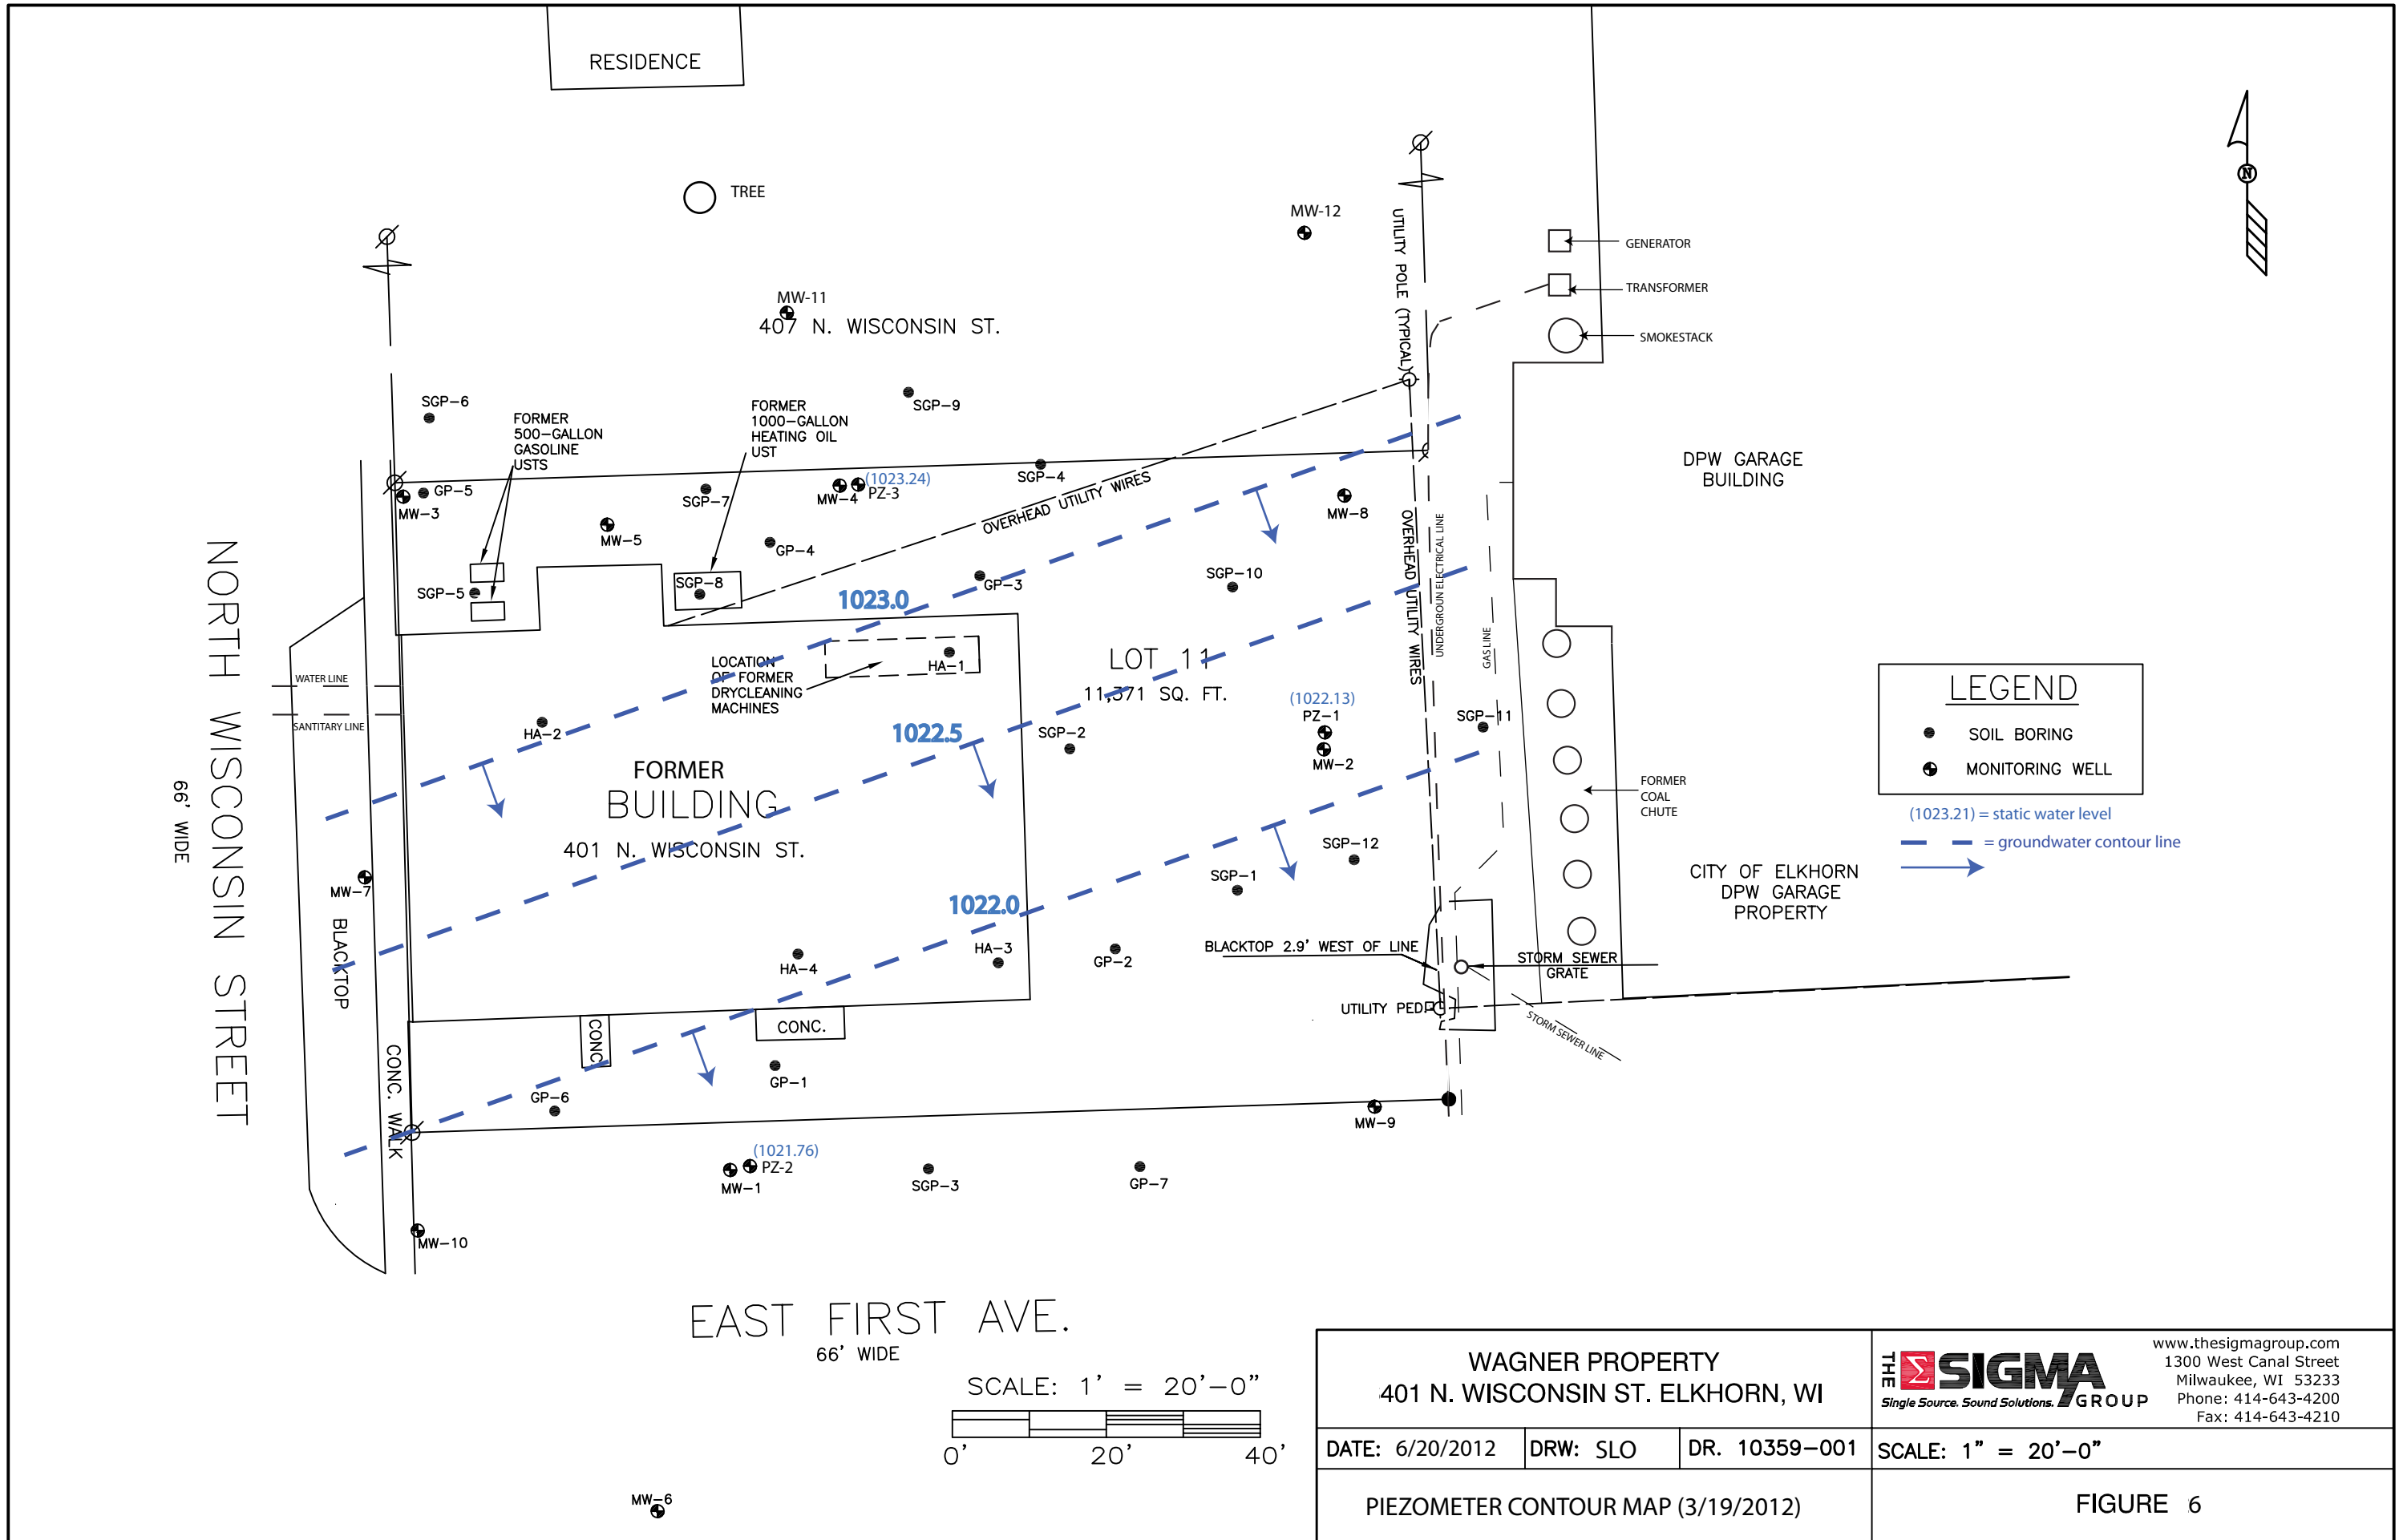 RESIDENCE
TREE
MW-12
UTILITY POLE (TYPICAL)
GENERATOR
TRANSFORMER
SMOKESTACK
N
MW-11
407 N. WISCONSIN ST.
SGP-6
FORMER
500-GALLON
GASOLINE
USTS
FORMER
1000-GALLON
HEATING OIL
UST
SGP-9
GP-5
MW-3
SGP-7
MW-4
(1023.24)
PZ-3
SGP-4
OVERHEAD UTILITY WIRES
MW-8
DPW GARAGE
BUILDING
MW-5
GP-4
SGP-5
SGP-8
GP-3
SGP-10
OVERHEAD UTILITY WIRES
UNDERGROUN ELECTRICAL LINE
GAS LINE
1023.0
NORTH WISCONSIN STREET
66' WIDE
WATER LINE
SANTITARY LINE
LOCATION
OF FORMER
DRYCLEANING
MACHINES
HA-1
LOT 11
11,371 SQ. FT.
HA-2
1022.5
SGP-2
(1022.13)
PZ-1
MW-2
SGP-11
FORMER
BUILDING
401 N. WISCONSIN ST.
FORMER
COAL
CHUTE
LEGEND
SOIL BORING
MONITORING WELL
(1023.21) = static water level
= groundwater contour line
MW-7
BLACKTOP
CONC. WALK
SGP-12
SGP-1
CITY OF ELKHORN
DPW GARAGE
PROPERTY
1022.0
HA-4
HA-3
GP-2
BLACKTOP 2.9' WEST OF LINE
STORM SEWER
GRATE
UTILITY PED.
STORM SEWER LINE
CONC.
CONC.
GP-1
GP-6
MW-9
(1021.76)
PZ-2
MW-1
SGP-3
GP-7
MW-10
EAST FIRST AVE.
66' WIDE
SCALE: 1' = 20'-0"
0'
20'
40'
MW-6
WAGNER PROPERTY
401 N. WISCONSIN ST. ELKHORN, WI
THE Σ SIGMA GROUP
Single Source. Sound Solutions.
www.thesigmagroup.com
1300 West Canal Street
Milwaukee, WI 53233
Phone: 414-643-4200
Fax: 414-643-4210
DATE: 6/20/2012
DRW: SLO
DR. 10359-001
SCALE: 1" = 20'-0"
PIEZOMETER CONTOUR MAP (3/19/2012)
FIGURE 6